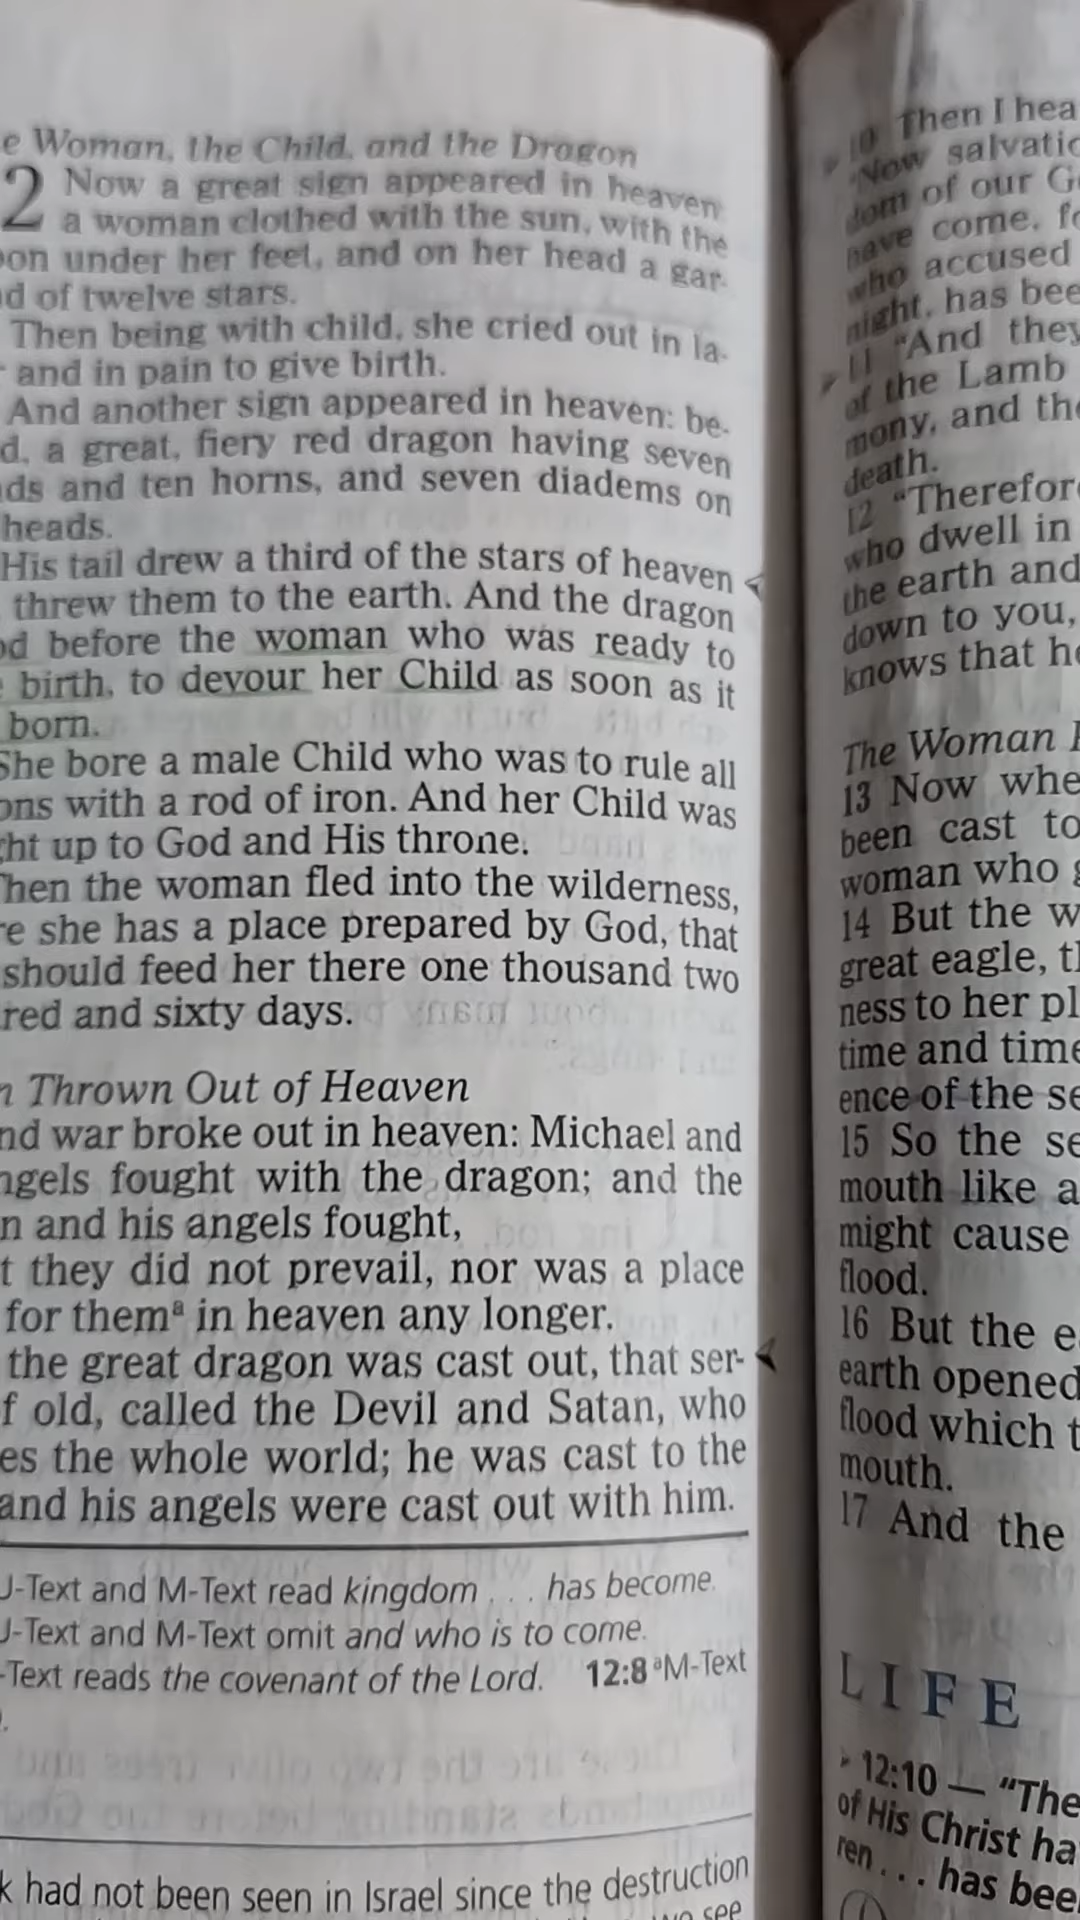 e Woman, the Child, and the Dragon
2 Now a great sign appeared in heaven
a woman clothed with the sun, with the
oon under her feet, and on her head a gar-
d of twelve stars.
Then being with child, she cried out in la-
and in pain to give birth.
And another sign appeared in heaven: be-
d, a great, fiery red dragon having seven
ds and ten horns, and seven diadems on
heads.
His tail drew a third of the stars of heaven
threw them to the earth. And the dragon
od before the woman who was ready to
e birth, to devour her Child as soon as it
born.
She bore a male Child who was to rule all
ons with a rod of iron. And her Child was
ght up to God and His throne.
Then the woman fled into the wilderness,
re she has a place prepared by God, that
should feed her there one thousand two
red and sixty days.
n Thrown Out of Heaven
nd war broke out in heaven: Michael and
ngels fought with the dragon; and the
n and his angels fought,
t they did not prevail, nor was a place
for themª in heaven any longer.
the great dragon was cast out, that ser-
f old, called the Devil and Satan, who
es the whole world; he was cast to the
and his angels were cast out with him.
U-Text and M-Text read kingdom . . . has become.
U-Text and M-Text omit and who is to come.
-Text reads the covenant of the Lord. 12:8 ªM-Text
k had not been seen in Israel since the destruction
see
10 Then I hea
"Now salvatio
dom of our G
have come, fo
who accused
night, has bee
11 "And they
of the Lamb
mony, and the
death.
12 "Therefore
who dwell in
the earth and
down to you,
knows that he
The Woman P
13 Now whe
been cast to
woman who g
14 But the w
great eagle, th
ness to her pl
time and time
ence of the se
15 So the se
mouth like a
might cause
flood.
16 But the ea
earth opened
flood which t
mouth.
17 And the
LIFE
12:10 — "The
of His Christ ha
ren . . . has been